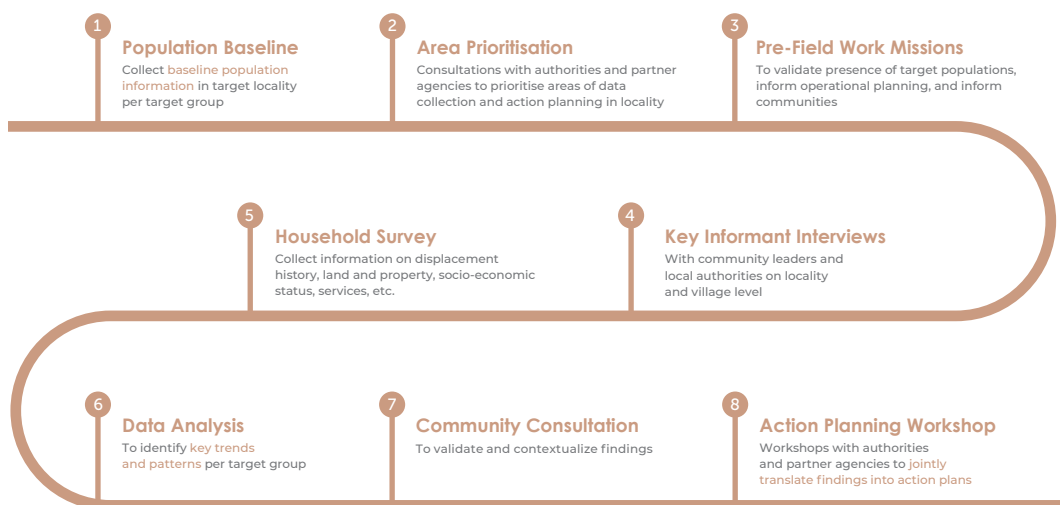 1
Population Baseline
Collect baseline population
information in target locality
per target group
2
Area Prioritisation
Consultations with authorities and partner
agencies to prioritise areas of data
collection and action planning in locality
3
Pre-Field Work Missions
To validate presence of target populations,
inform operational planning, and inform
communities
4
Key Informant Interviews
With community leaders and
local authorities on locality
and village level
5
Household Survey
Collect information on displacement
history, land and property, socio-economic
status, services, etc.
6
Data Analysis
To identify key trends
and patterns per target group
7
Community Consultation
To validate and contextualize findings
8
Action Planning Workshop
Workshops with authorities
and partner agencies to jointly
translate findings into action plans